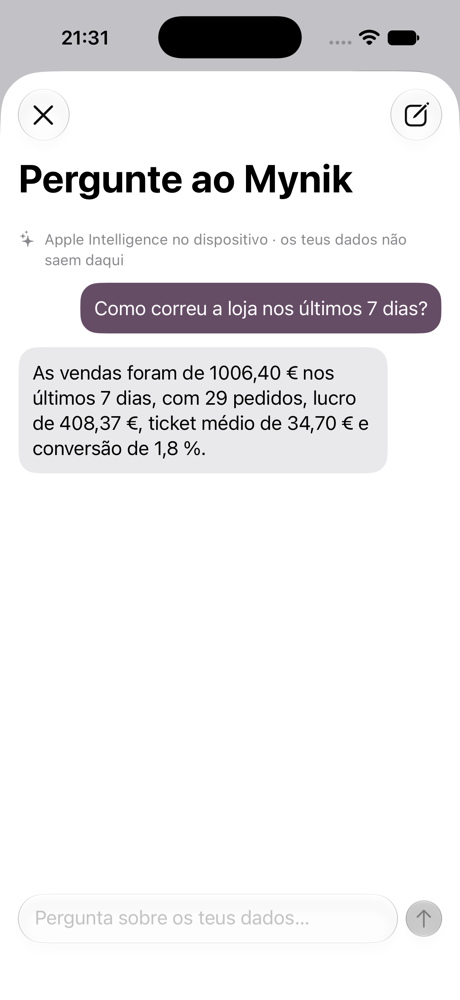 21:31
Pergunte ao Mynik
Apple Intelligence no dispositivo · os teus dados não
saem daqui
Como correu a loja nos últimos 7 dias?
As vendas foram de 1006,40 € nos
últimos 7 dias, com 29 pedidos, lucro
de 408,37 €, ticket médio de 34,70 € e
conversão de 1,8 %.
Pergunta sobre os teus dados...